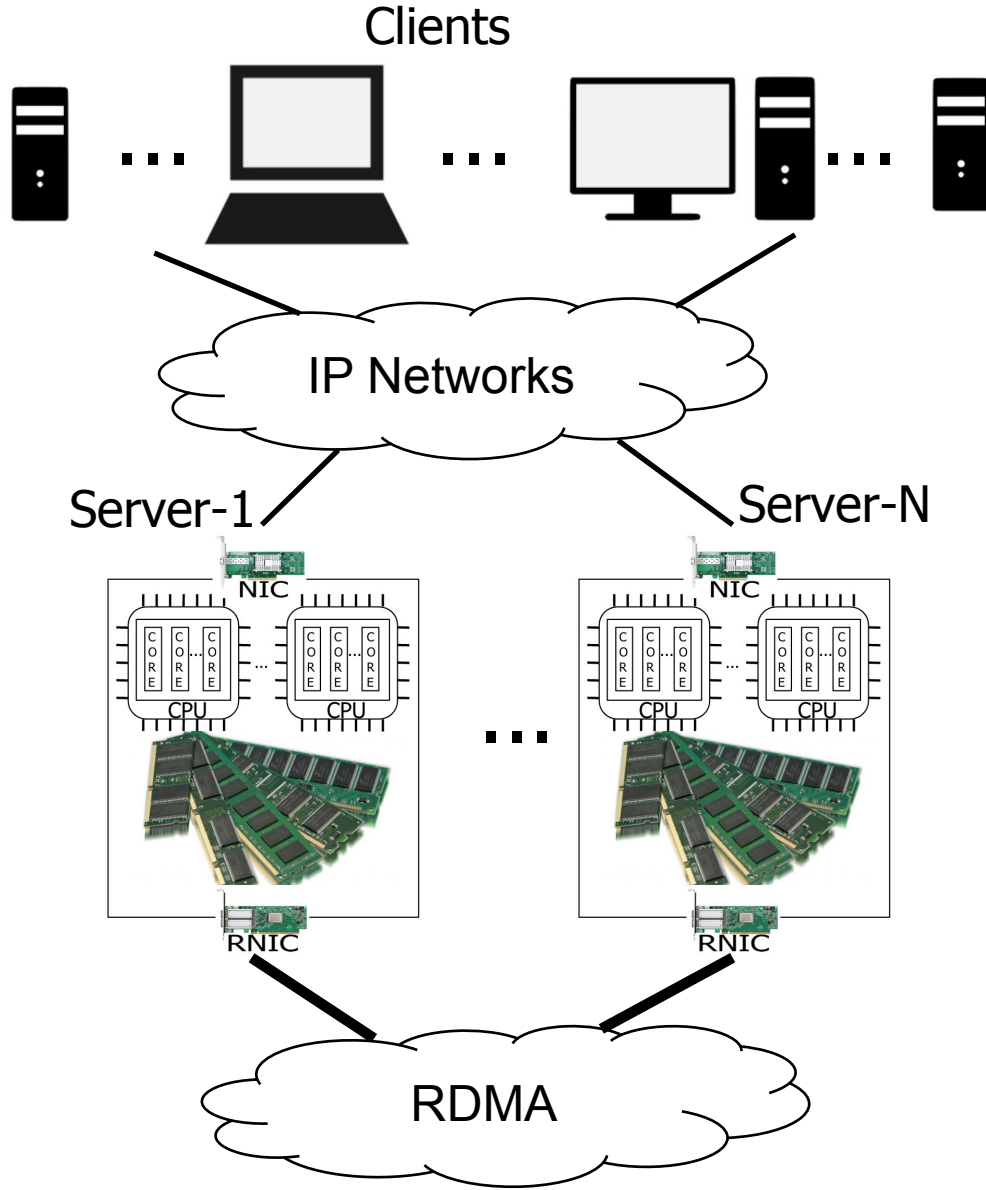 Clients
...
...
...
IP Networks
Server-1
Server-N
NIC
NIC
CORE CORE ... CORE
...
CORE CORE ... CORE
CORE CORE ... CORE
...
CORE CORE ... CORE
CPU
CPU
CPU
CPU
...
RNIC
RNIC
RDMA